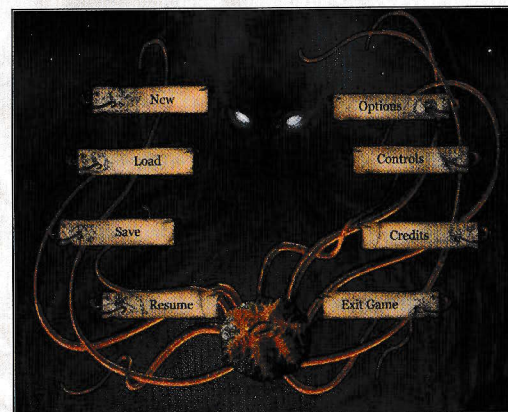 New
Load
Save
Resume
Options
Controls
Credits
Exit Game